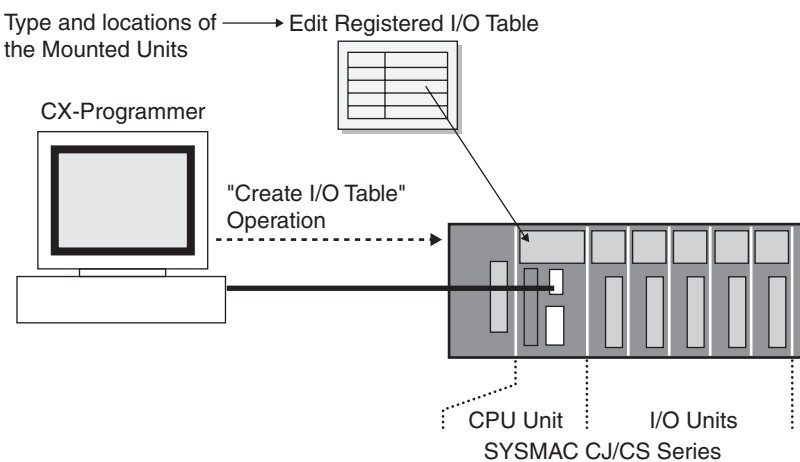 Type and locations of
the Mounted Units
Edit Registered I/O Table
CX-Programmer
"Create I/O Table"
Operation
CPU Unit
I/O Units
SYSMAC CJ/CS Series